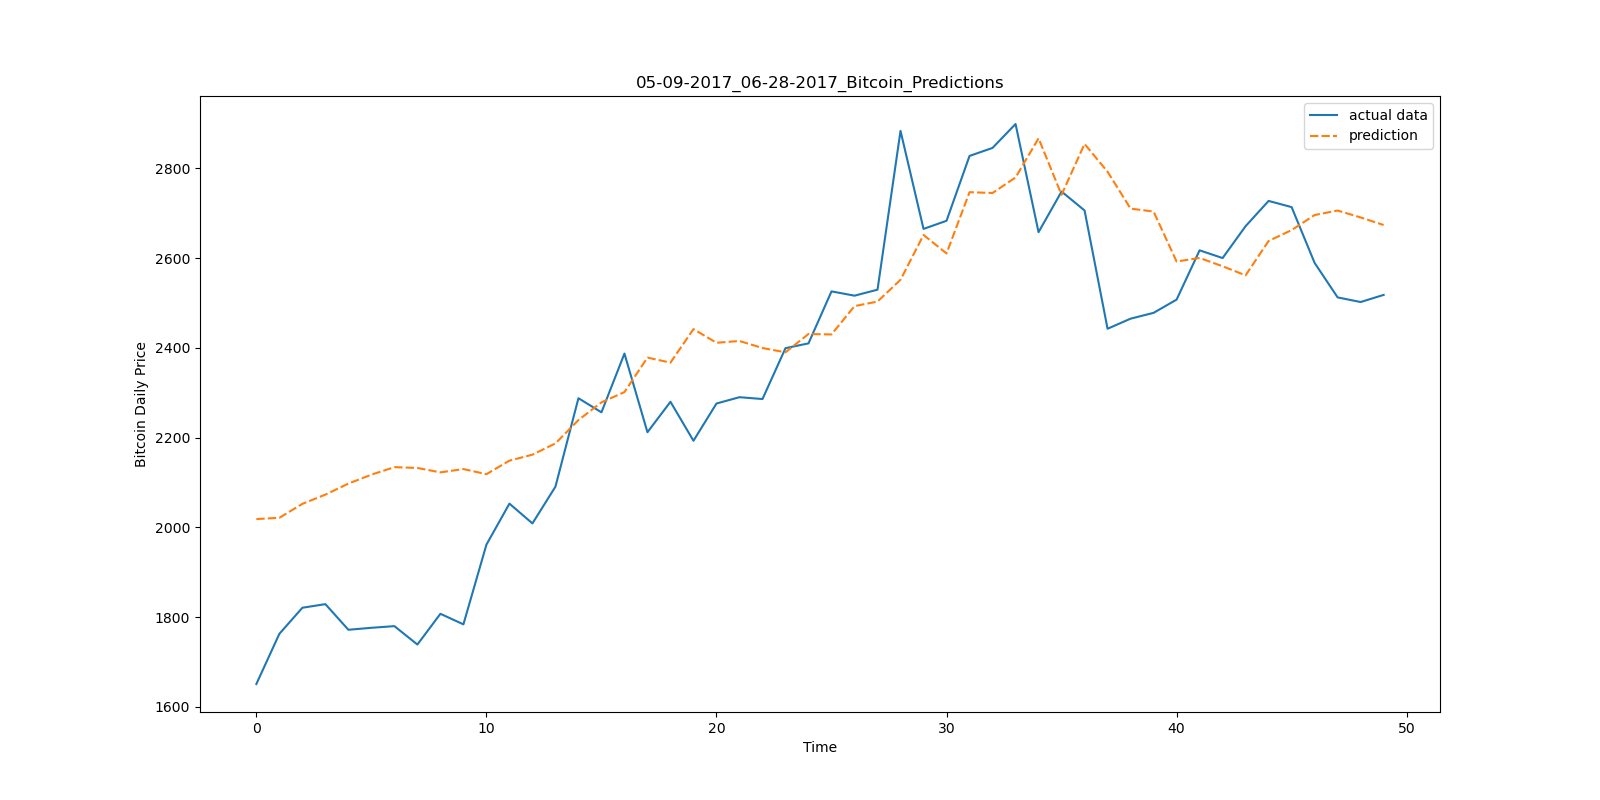 05-09-2017_06-28-2017_Bitcoin_Predictions
actual data
prediction
Bitcoin Daily Price
2800
2600
2400
2200
2000
1800
1600
0 10 20 30 40 50
Time